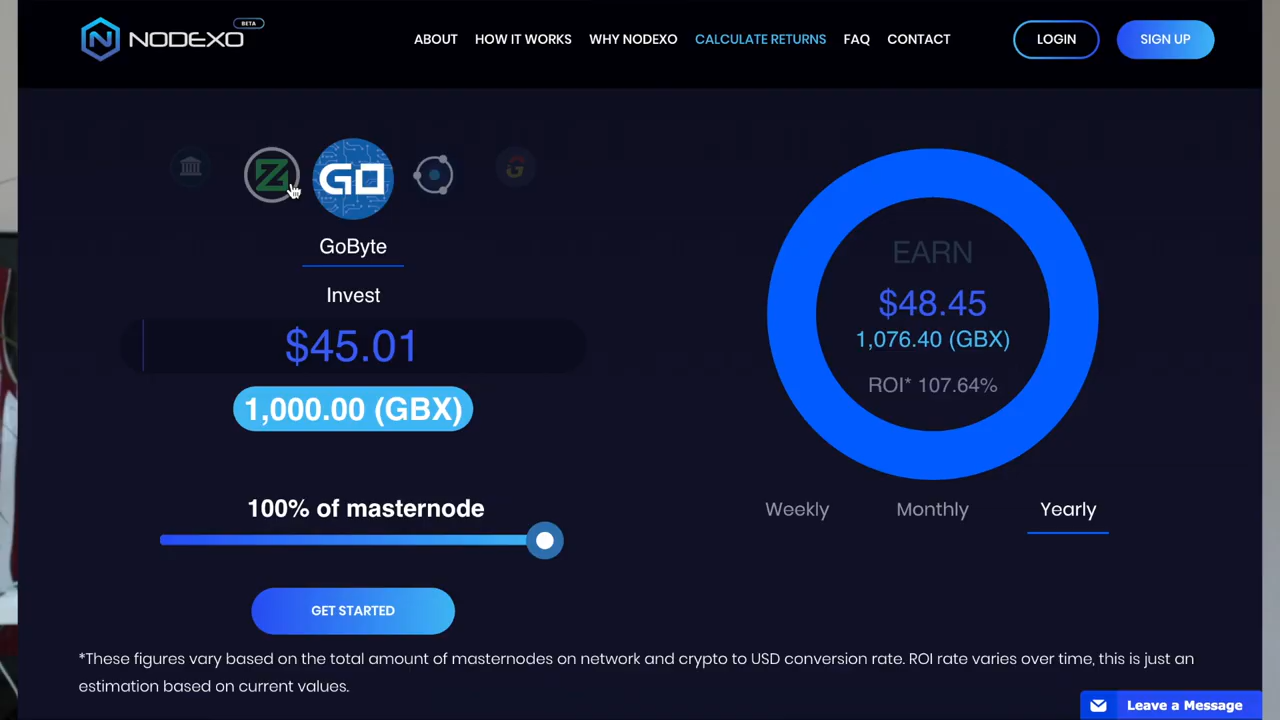 NODEXO
BETA
ABOUT HOW IT WORKS WHY NODEXO CALCULATE RETURNS FAQ CONTACT LOGIN SIGN UP
GO
GoByte
Invest
$45.01
1,000.00 (GBX)
100% of masternode
GET STARTED
EARN
$48.45
1,076.40 (GBX)
ROI* 107.64%
Weekly Monthly Yearly
*These figures vary based on the total amount of masternodes on network and crypto to USD conversion rate. ROI rate varies over time, this is just an
estimation based on current values.
Leave a Message